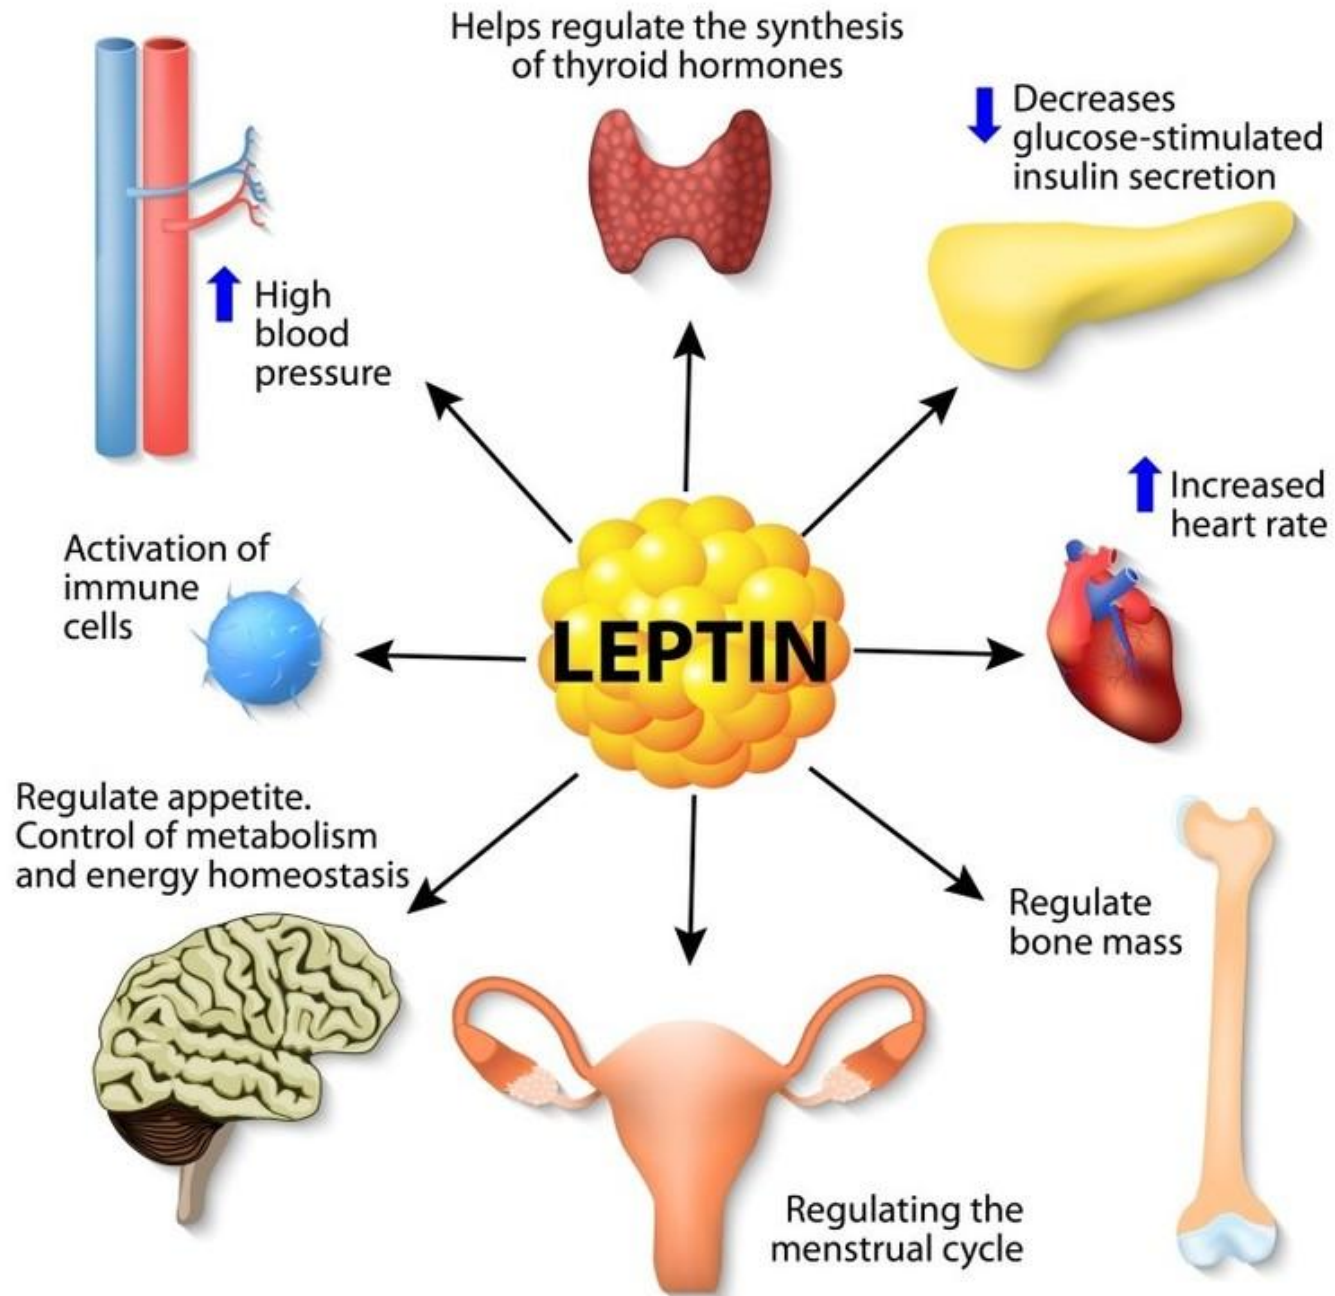 Helps regulate the synthesis
of thyroid hormones
Decreases
glucose-stimulated
insulin secretion
High
blood
pressure
Increased
heart rate
Activation of
immune
cells
LEPTIN
Regulate appetite.
Control of metabolism
and energy homeostasis
Regulate
bone mass
Regulating the
menstrual cycle